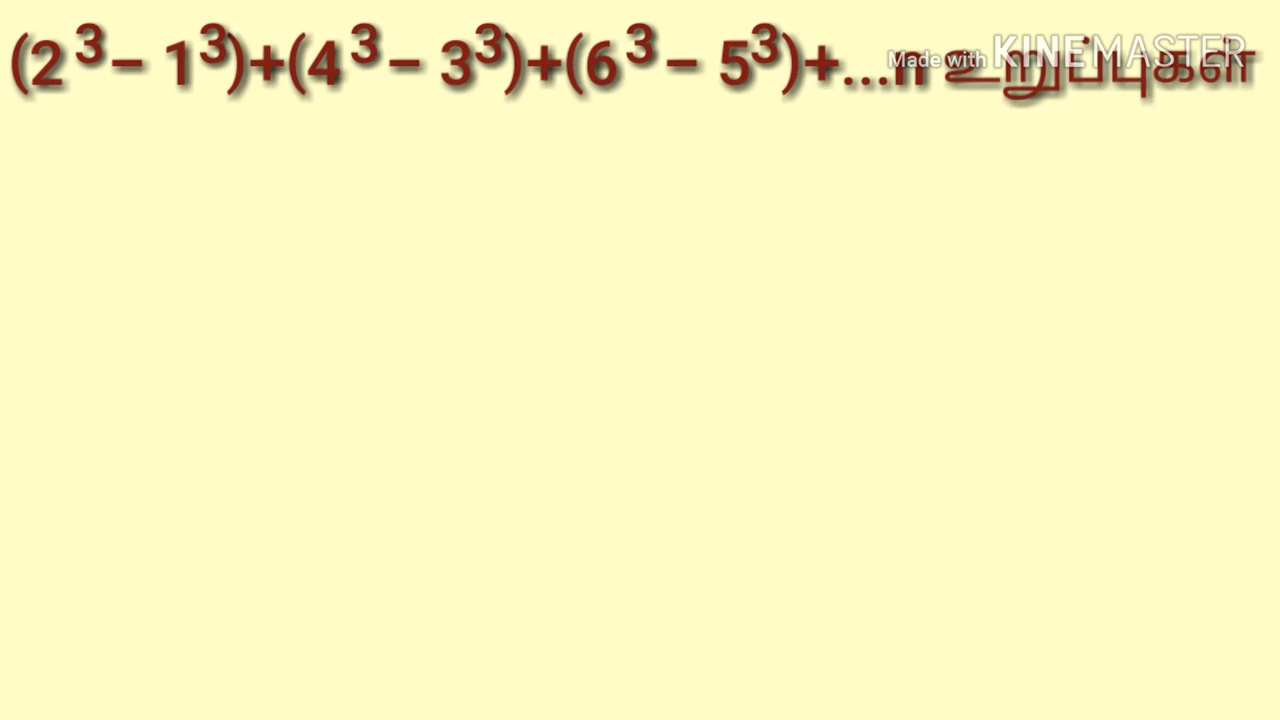 (2³ – 1³)+(4³ – 3³)+(6³ – 5³)+...n உறுப்புகள்
Made with KINEMASTER